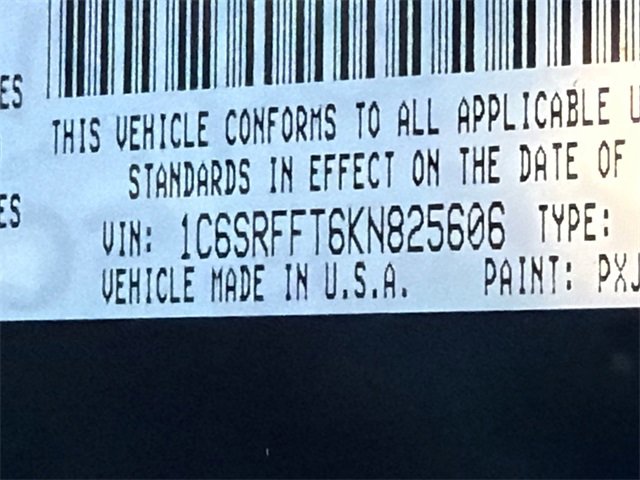 ES
THIS VEHICLE CONFORMS TO ALL APPLICABLE U
STANDARDS IN EFFECT ON THE DATE OF
ES
VIN: 1C6SRFFT6KN825606 TYPE:
VEHICLE MADE IN U.S.A. PAINT: PXJ